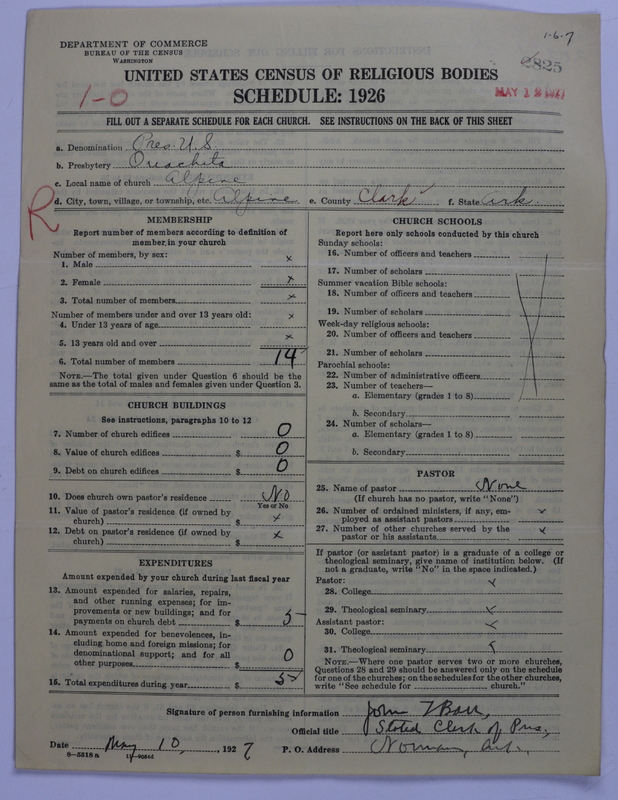 1-6-7
DEPARTMENT OF COMMERCE
BUREAU OF THE CENSUS
WASHINGTON
2825
UNITED STATES CENSUS OF RELIGIOUS BODIES
MAY 12 1927
1-0
SCHEDULE: 1926
FILL OUT A SEPARATE SCHEDULE FOR EACH CHURCH. SEE INSTRUCTIONS ON THE BACK OF THIS SHEET
a. Denomination Pres. U.S
b. Presbytery Ouachita
c. Local name of church Alpine
d. City, town, village, or township, etc. Alpine e. County Clark f. State Ark.
R
MEMBERSHIP
Report number of members according to definition of
member in your church
Number of members, by sex:
1. Male x
2. Female x
3. Total number of members x
Number of members under and over 13 years old:
4. Under 13 years of age x
5. 13 years old and over x
6. Total number of members 14
NOTE.—The total given under Question 6 should be
same as the total of males and females given under Question 3.
CHURCH BUILDINGS
See instructions, paragraphs 10 to 12
7. Number of church edifices 0
8. Value of church edifices $ 0
9. Debt on church edifices $ 0
10. Does church own pastor's residence No
Yes or No
11. Value of pastor's residence (if owned by
church) $ x
12. Debt on pastor's residence (if owned by
church) $ x
EXPENDITURES
Amount expended by your church during last fiscal year
13. Amount expended for salaries, repairs,
and other running expenses; for im-
provements or new buildings; and for
payments on church debt $ 5-
14. Amount expended for benevolences, in-
cluding home and foreign missions; for
denominational support; and for all
other purposes $ 0
15. Total expenditures during year $ 5-
CHURCH SCHOOLS
Report here only schools conducted by this church
Sunday schools:
16. Number of officers and teachers
17. Number of scholars
Summer vacation Bible schools:
18. Number of officers and teachers
19. Number of scholars
Week-day religious schools:
20. Number of officers and teachers
21. Number of scholars
Parochial schools:
22. Number of administrative officers
23. Number of teachers—
a. Elementary (grades 1 to 8)
b. Secondary
24. Number of scholars—
a. Elementary (grades 1 to 8)
b. Secondary
PASTOR
25. Name of pastor None
(If church has no pastor, write "None")
26. Number of ordained ministers, if any, em-
ployed as assistant pastors x
27. Number of other churches served by the
pastor or his assistants x
If pastor (or assistant pastor) is a graduate of a college or
theological seminary, give name of institution below. (If
not a graduate, write "No" in the space indicated.)
Pastor:
28. College x
29. Theological seminary x
Assistant pastor:
30. College x
31. Theological seminary x
NOTE.—Where one pastor serves two or more churches,
Questions 28 and 29 should be answered only on the schedule
for one of the churches; on the schedules for the other churches,
write "See schedule for church."
Signature of person furnishing information John T Barr,
Official title Stated Clerk of Pres,
Date May 10, 1927 P. O. Address Norman, Ark.
8—5518 a